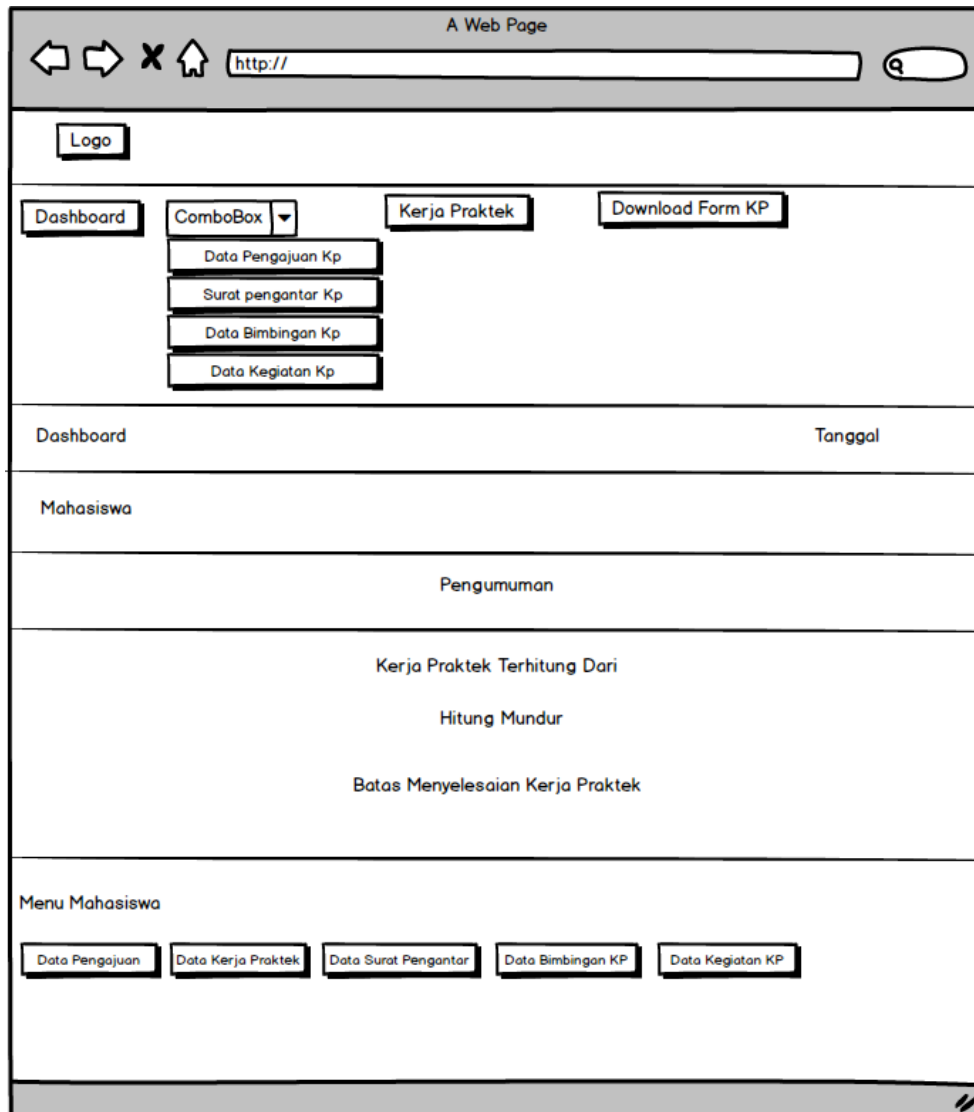 A Web Page
http://
Logo
Dashboard
ComboBox
Kerja Praktek
Download Form KP
Data Pengajuan Kp
Surat pengantar Kp
Data Bimbingan Kp
Data Kegiatan Kp
Dashboard
Tanggal
Mahasiswa
Pengumuman
Kerja Praktek Terhitung Dari
Hitung Mundur
Batas Menyelesaian Kerja Praktek
Menu Mahasiswa
Data Pengajuan
Data Kerja Praktek
Data Surat Pengantar
Data Bimbingan KP
Data Kegiatan KP